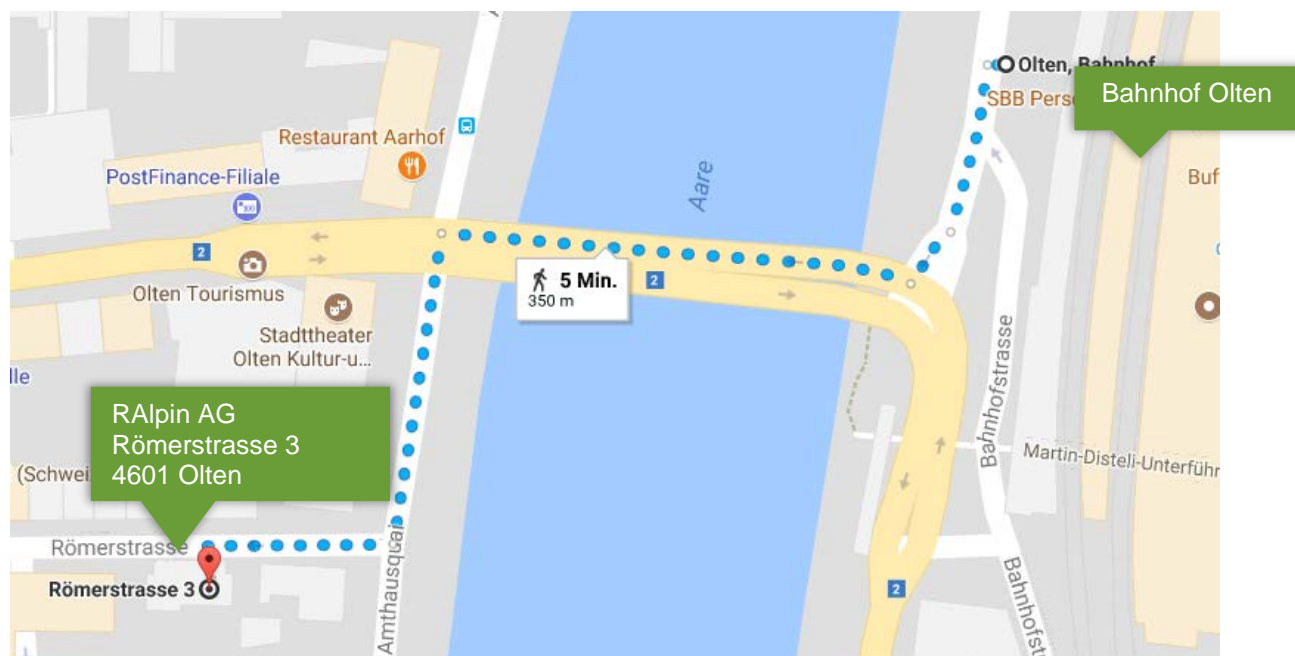 Olten, Bahnhof
SBB Pers
Bahnhof Olten
Restaurant Aarhof
PostFinance-Filiale
Aare
Buf
2
Olten Tourismus
5 Min.
350 m
2
Stadttheater
Olten Kultur-u...
lle
Bahnhofstrasse
RAlpin AG
Römerstrasse 3
4601 Olten
(Schwei
Martin-Disteli-Unterführ
Römerstrasse
Römerstrasse 3
Amthausquai
2
Bahnhofst